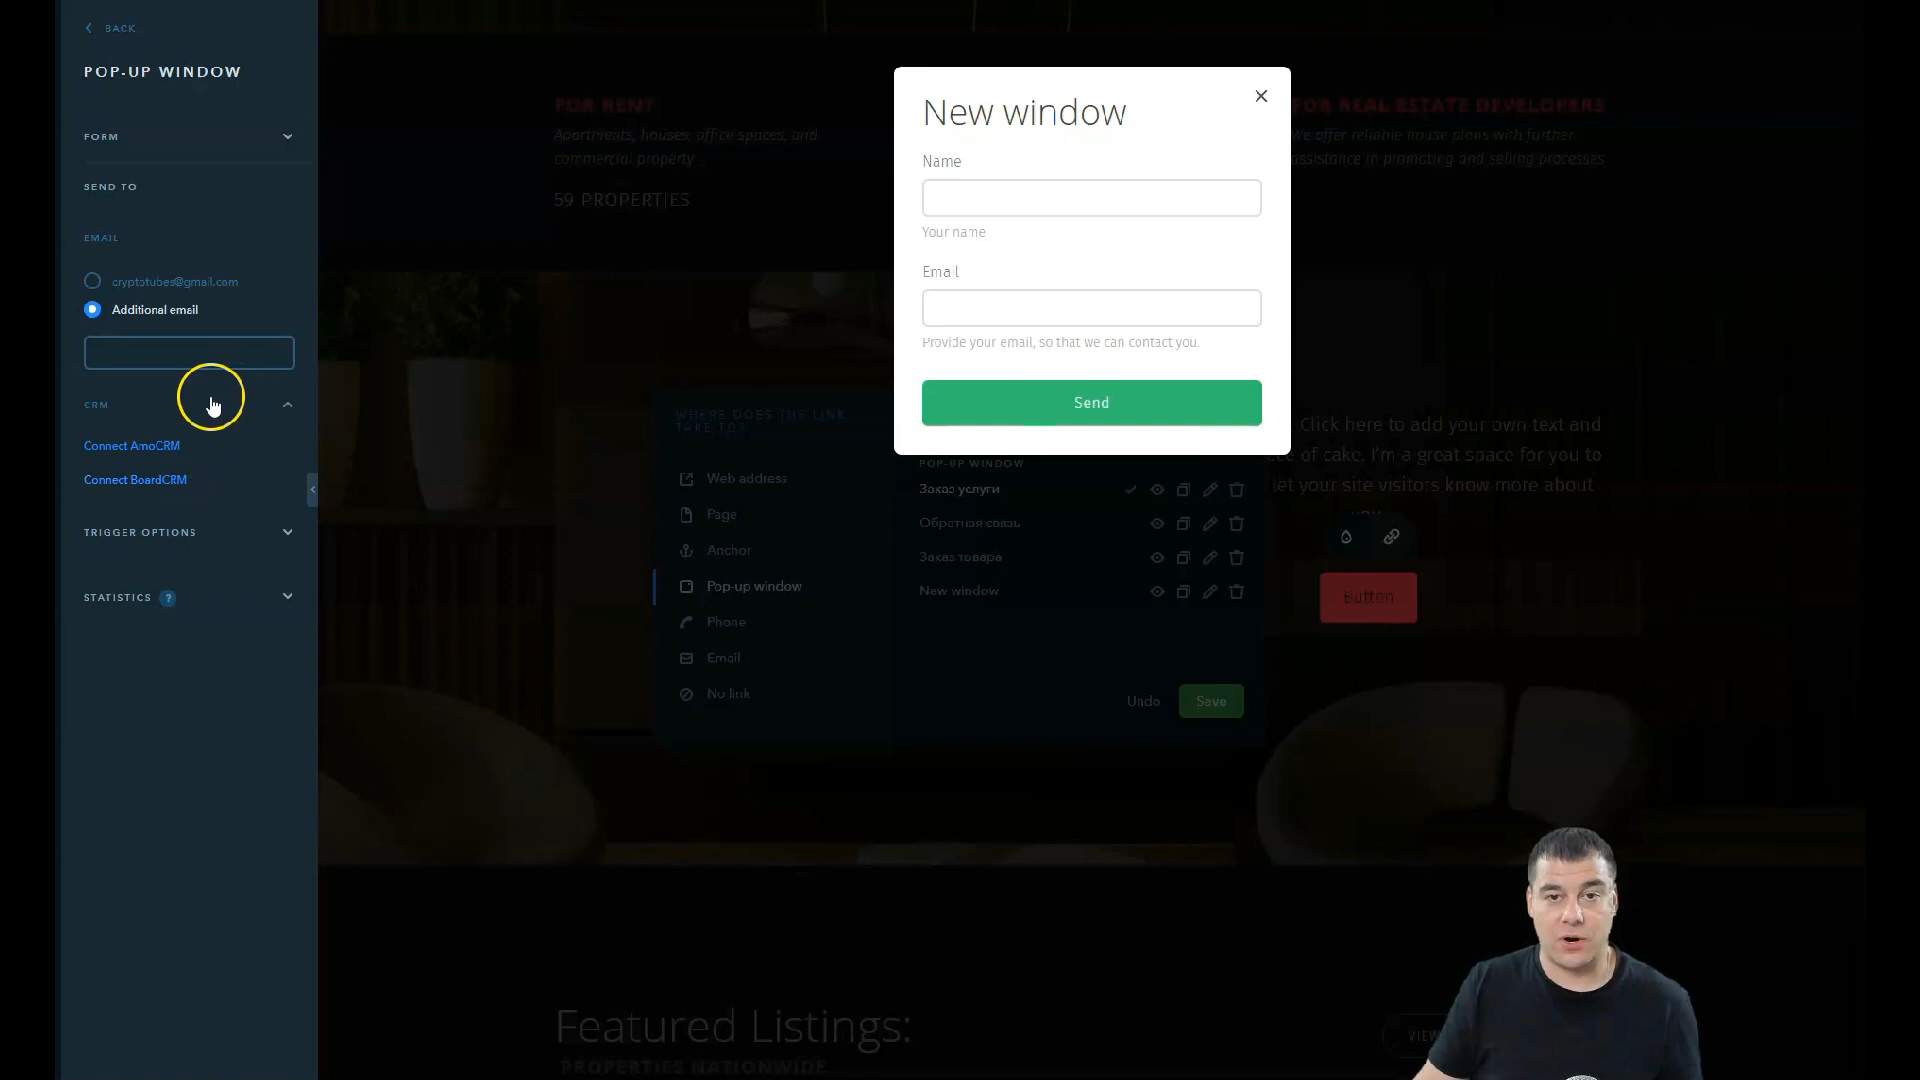 BACK
POP-UP WINDOW
FORM
SEND TO
EMAIL
cryptotubes@gmail.com
Additional email
CRM
Connect AmoCRM
Connect BoardCRM
TRIGGER OPTIONS
STATISTICS ?
FOR RENT
Apartments, houses, office spaces, and
commercial property
59 PROPERTIES
New window
Name
Your name
Email
Provide your email, so that we can contact you.
Send
FOR REAL ESTATE DEVELOPERS
We offer reliable house plans with further
assistance in promoting and selling processes
WHERE DOES THE LINK
TAKE TO?
Web address
Page
Anchor
Pop-up window
Phone
Email
No link
POP-UP WINDOW
Заказ услуги
Обратная связь
Заказ товара
New window
Undo
Save
Click here to add your own text and
of cake. I'm a great space for you to
let your site visitors know more about
Button
Featured Listings:
PROPERTIES NATIONWIDE
VIEW